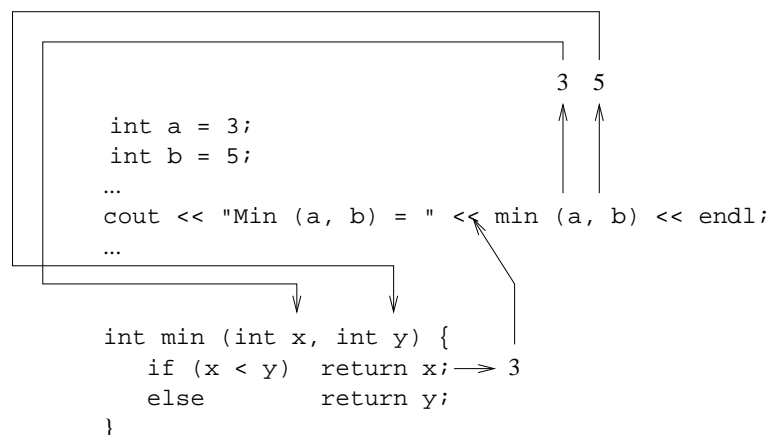 3 5
int a = 3;
int b = 5;
...
cout << "Min (a, b) = " << min (a, b) << endl;
...
int min (int x, int y) {
if (x < y) return x; 3
else return y;
}